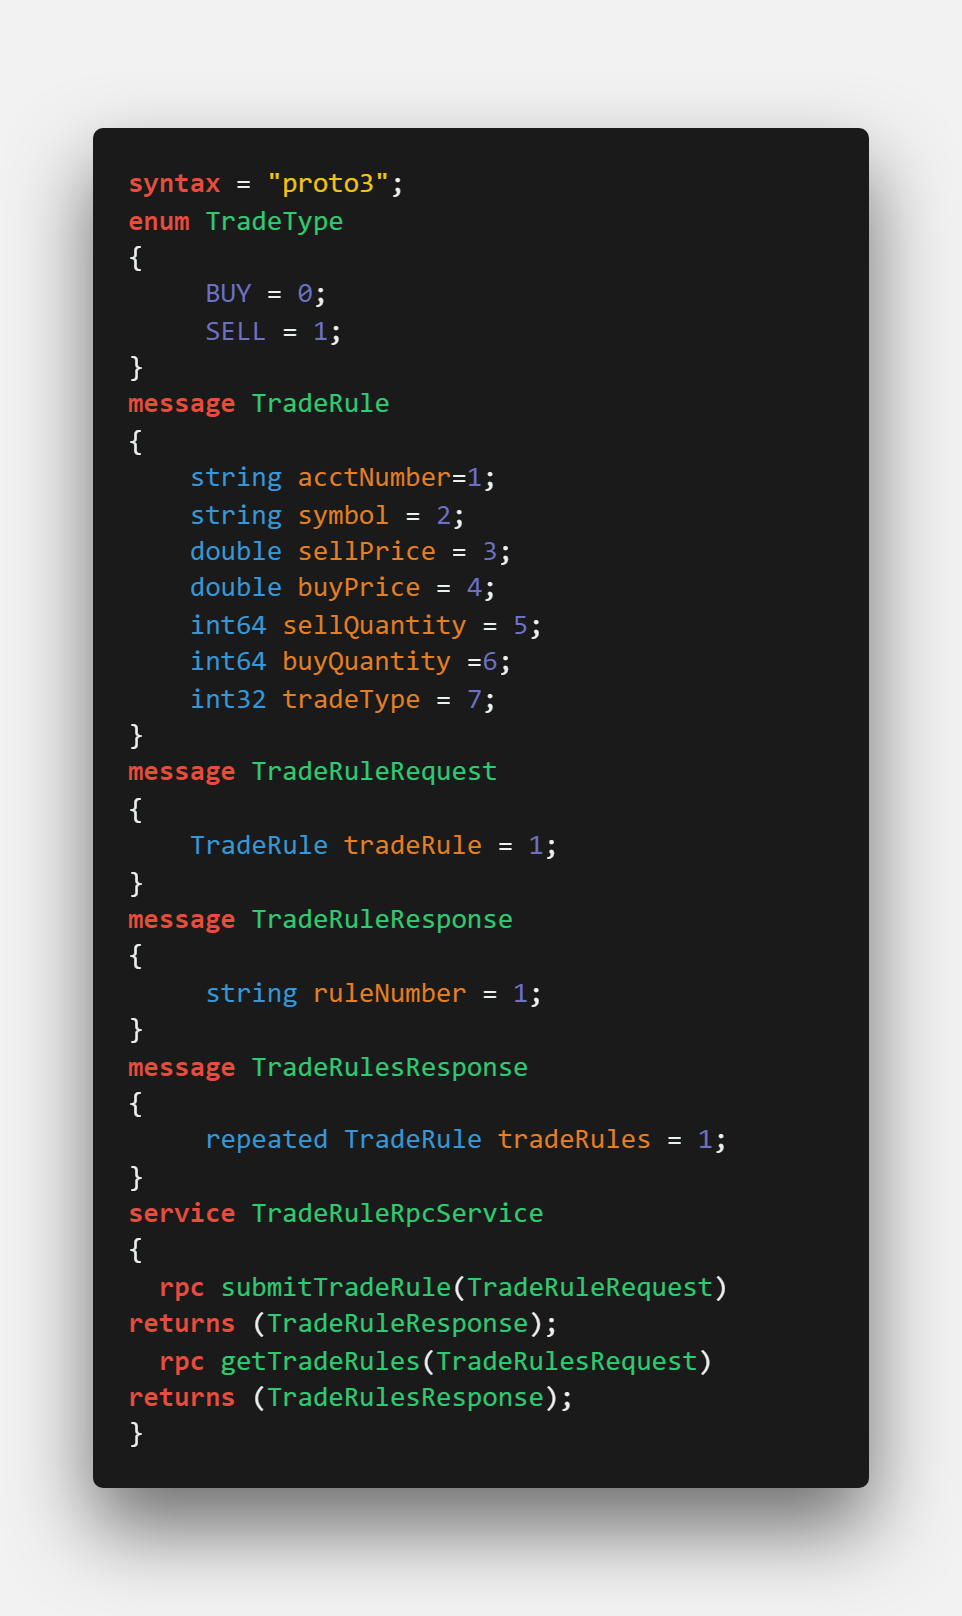 syntax = "proto3";
enum TradeType
{
     BUY = 0;
     SELL = 1;
}
message TradeRule
{
    string acctNumber=1;
    string symbol = 2;
    double sellPrice = 3;
    double buyPrice = 4;
    int64 sellQuantity = 5;
    int64 buyQuantity =6;
    int32 tradeType = 7;
}
message TradeRuleRequest
{
    TradeRule tradeRule = 1;
}
message TradeRuleResponse
{
     string ruleNumber = 1;
}
message TradeRulesResponse
{
     repeated TradeRule tradeRules = 1;
}
service TradeRuleRpcService
{
  rpc submitTradeRule(TradeRuleRequest)
returns (TradeRuleResponse);
  rpc getTradeRules(TradeRulesRequest)
returns (TradeRulesResponse);
}